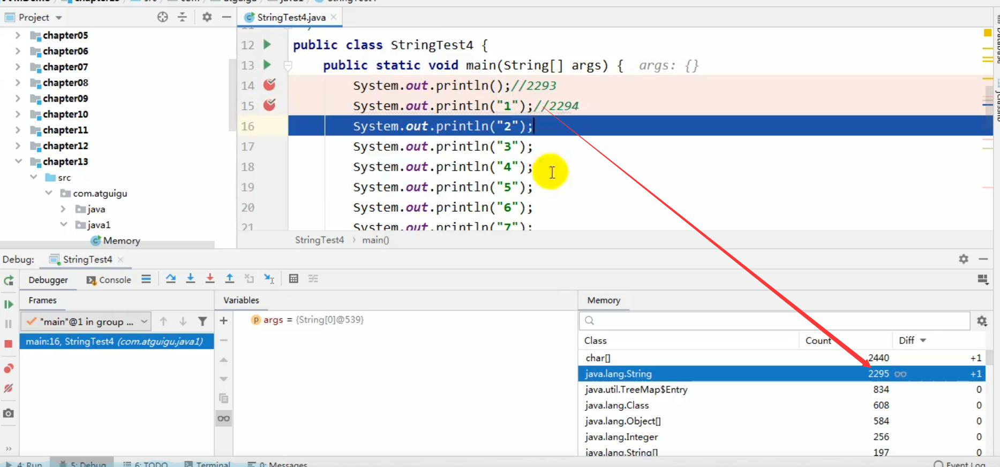 Project
StringTest4.java
chapter05
chapter06
chapter07
chapter08
chapter09
chapter10
chapter11
chapter12
chapter13
src
com.atguigu
java
java1
Memory
12 public class StringTest4 {
13 public static void main(String[] args) { args: {}
14 System.out.println();//2293
15 System.out.println("1");//2294
16 System.out.println("2");
17 System.out.println("3");
18 System.out.println("4");
19 System.out.println("5");
20 System.out.println("6");
21 System.out.println("7");
StringTest4 › main()
Debug: StringTest4
Debugger Console
Frames
Variables
Memory
"main"@1 in group ...
main:16, StringTest4 (com.atguigu.java1)
args = {String[0]@539}
Class Count Diff
char[] 2440 +1
java.lang.String 2295 +1
java.util.TreeMap$Entry 834 0
java.lang.Class 608 0
java.lang.Object[] 584 0
java.lang.Integer 256 0
java.lang.String[] 197 0
4: Run 5: Debug 6: TODO Terminal 0: Messages Event Log